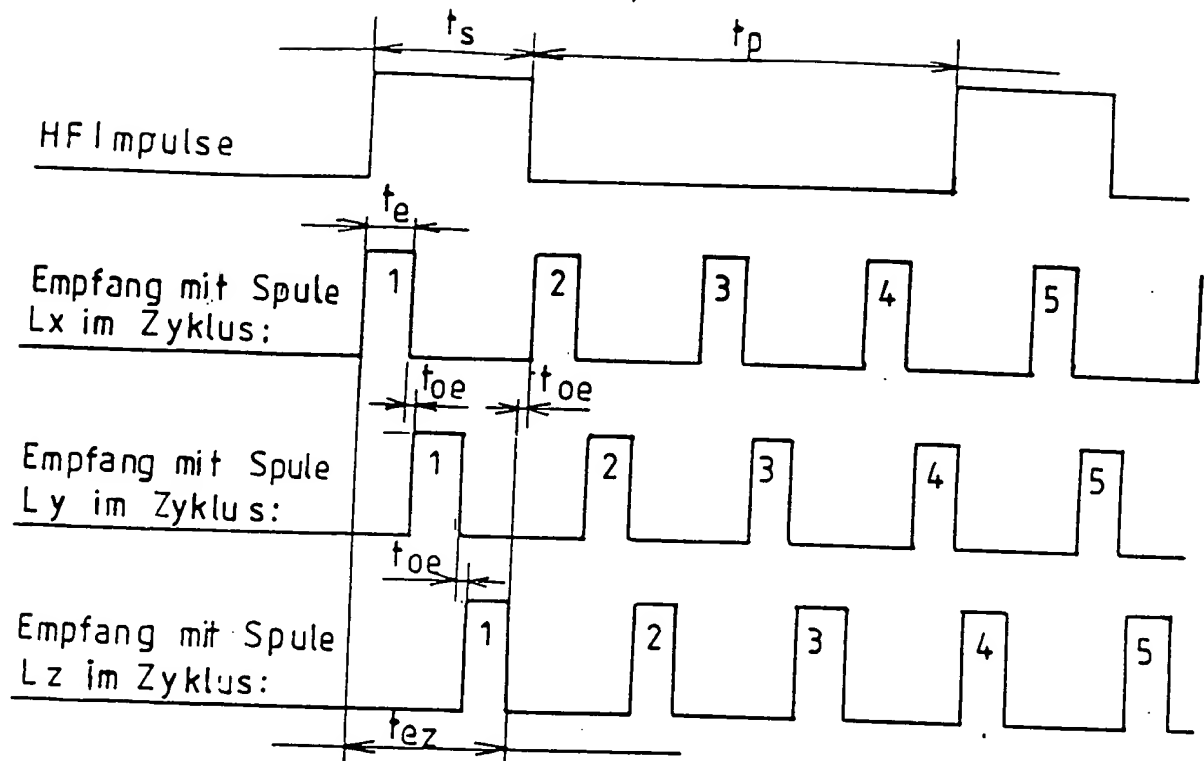 ts
tp
HF Impulse
te
Empfang mit Spule
Lx im Zyklus:
1 2 3 4 5
toe toe
Empfang mit Spule
Ly im Zyklus:
1 2 3 4 5
toe
Empfang mit Spule
Lz im Zyklus:
1 2 3 4 5
tez